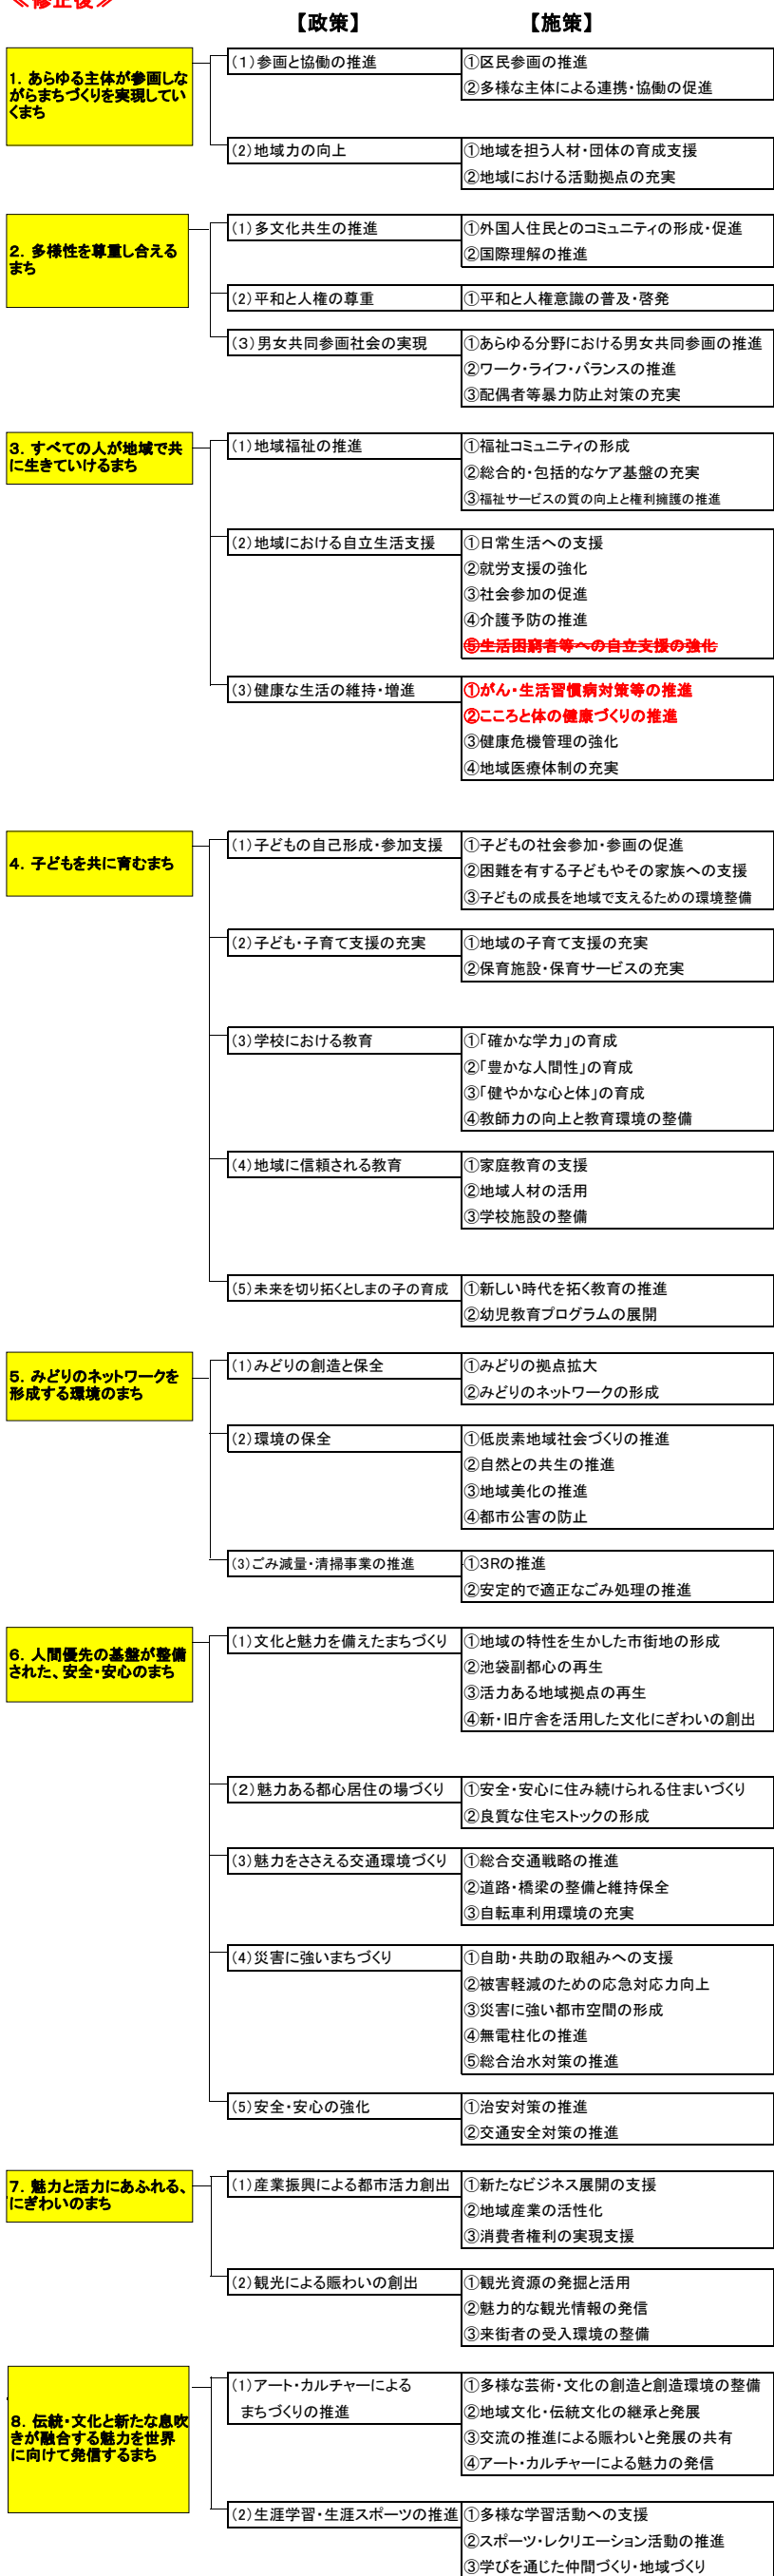 ≪修正後≫
【政策】 【施策】
1．あらゆる主体が参画しな
がらまちづくりを実現してい
くまち
(1)参画と協働の推進
①区民参画の推進
②多様な主体による連携・協働の促進
(2)地域力の向上
①地域を担う人材・団体の育成支援
②地域における活動拠点の充実
2．多様性を尊重し合える
まち
(1)多文化共生の推進
①外国人住民とのコミュニティの形成・促進
②国際理解の推進
(2)平和と人権の尊重
①平和と人権意識の普及・啓発
(3)男女共同参画社会の実現
①あらゆる分野における男女共同参画の推進
②ワーク・ライフ・バランスの推進
③配偶者等暴力防止対策の充実
3．すべての人が地域で共
に生きていけるまち
(1)地域福祉の推進
①福祉コミュニティの形成
②総合的・包括的なケア基盤の充実
③福祉サービスの質の向上と権利擁護の推進
(2)地域における自立生活支援
①日常生活への支援
②就労支援の強化
③社会参加の促進
④介護予防の推進
⑤生活困窮者等への自立支援の強化
(3)健康な生活の維持・増進
①がん・生活習慣病対策等の推進
②こころと体の健康づくりの推進
③健康危機管理の強化
④地域医療体制の充実
4．子どもを共に育むまち
(1)子どもの自己形成・参加支援
①子どもの社会参加・参画の促進
②困難を有する子どもやその家族への支援
③子どもの成長を地域で支えるための環境整備
(2)子ども・子育て支援の充実
①地域の子育て支援の充実
②保育施設・保育サービスの充実
(3)学校における教育
①「確かな学力」の育成
②「豊かな人間性」の育成
③「健やかな心と体」の育成
④教師力の向上と教育環境の整備
(4)地域に信頼される教育
①家庭教育の支援
②地域人材の活用
③学校施設の整備
(5)未来を切り拓くとしまの子の育成
①新しい時代を拓く教育の推進
②幼児教育プログラムの展開
5．みどりのネットワークを
形成する環境のまち
(1)みどりの創造と保全
①みどりの拠点拡大
②みどりのネットワークの形成
(2)環境の保全
①低炭素地域社会づくりの推進
②自然との共生の推進
③地域美化の推進
④都市公害の防止
(3)ごみ減量・清掃事業の推進
①3Rの推進
②安定的で適正なごみ処理の推進
6．人間優先の基盤が整備
された、安全・安心のまち
(1)文化と魅力を備えたまちづくり
①地域の特性を生かした市街地の形成
②池袋副都心の再生
③活力ある地域拠点の再生
④新・旧庁舎を活用した文化にぎわいの創出
(2)魅力ある都心居住の場づくり
①安全・安心に住み続けられる住まいづくり
②良質な住宅ストックの形成
(3)魅力をささえる交通環境づくり
①総合交通戦略の推進
②道路・橋梁の整備と維持保全
③自転車利用環境の充実
(4)災害に強いまちづくり
①自助・共助の取組みへの支援
②被害軽減のための応急対応力向上
③災害に強い都市空間の形成
④無電柱化の推進
⑤総合治水対策の推進
(5)安全・安心の強化
①治安対策の推進
②交通安全対策の推進
7．魅力と活力にあふれる、
にぎわいのまち
(1)産業振興による都市活力創出
①新たなビジネス展開の支援
②地域産業の活性化
③消費者権利の実現支援
(2)観光による賑わいの創出
①観光資源の発掘と活用
②魅力的な観光情報の発信
③来街者の受入環境の整備
8．伝統・文化と新たな息吹
きが融合する魅力を世界
に向けて発信するまち
(1)アート・カルチャーによる
まちづくりの推進
①多様な芸術・文化の創造と創造環境の整備
②地域文化・伝統文化の継承と発展
③交流の推進による賑わいと発展の共有
④アート・カルチャーによる魅力の発信
(2)生涯学習・生涯スポーツの推進
①多様な学習活動への支援
②スポーツ・レクリエーション活動の推進
③学びを通じた仲間づくり・地域づくり